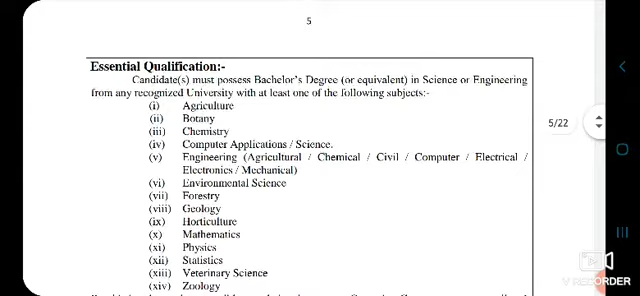 5
Essential Qualification:-
Candidate(s) must possess Bachelor's Degree (or equivalent) in Science or Engineering
from any recognized University with at least one of the following subjects:-
(i) Agriculture
(ii) Botany
(iii) Chemistry
(iv) Computer Applications / Science.
(v) Engineering (Agricultural / Chemical / Civil / Computer / Electrical /
Electronics / Mechanical)
(vi) Environmental Science
(vii) Forestry
(viii) Geology
(ix) Horticulture
(x) Mathematics
(xi) Physics
(xii) Statistics
(xiii) Veterinary Science
(xiv) Zoology
5/22
V RECORDER